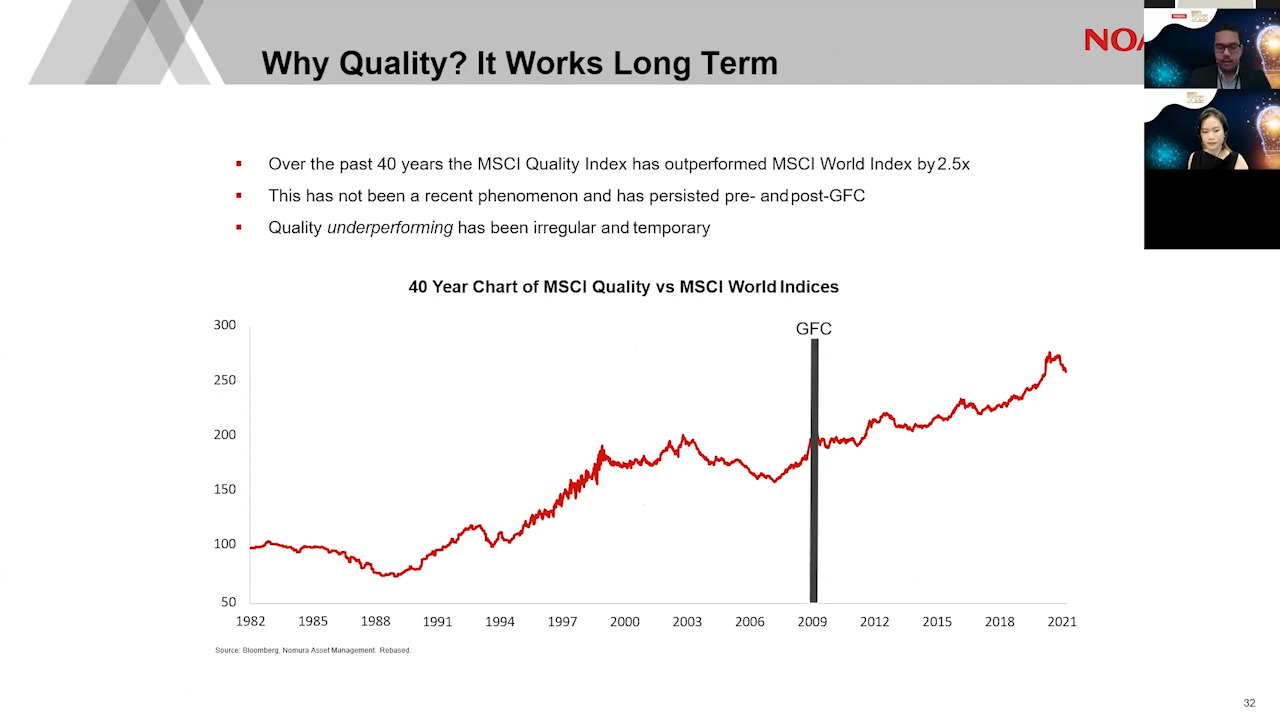 Why Quality? It Works Long Term
Over the past 40 years the MSCI Quality Index has outperformed MSCI World Index by 2.5x
This has not been a recent phenomenon and has persisted pre- and post-GFC
Quality underperforming has been irregular and temporary
40 Year Chart of MSCI Quality vs MSCI World Indices
GFC
300
250
200
150
100
50
1982 1985 1988 1991 1994 1997 2000 2003 2006 2009 2012 2015 2018 2021
Source: Bloomberg, Nomura Asset Management. Rebased.
32